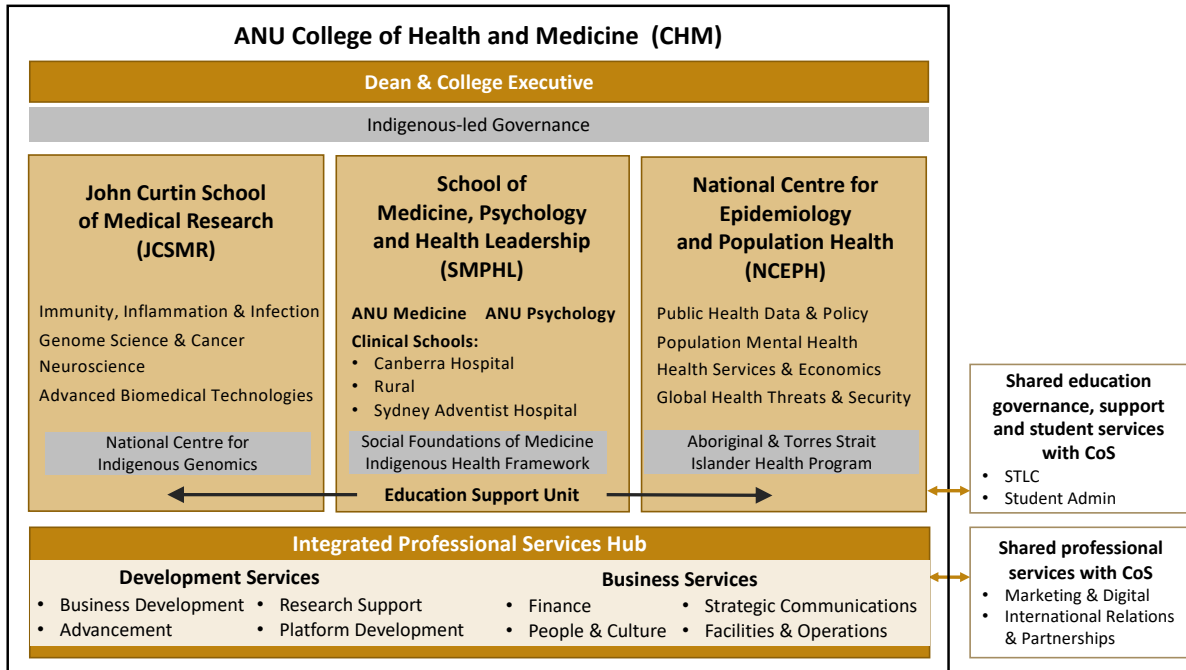 ANU College of Health and Medicine (CHM)
Dean & College Executive
Indigenous-led Governance
John Curtin School
of Medical Research
(JCSMR)
Immunity, Inflammation & Infection
Genome Science & Cancer
Neuroscience
Advanced Biomedical Technologies
National Centre for
Indigenous Genomics
School of
Medicine, Psychology
and Health Leadership
(SMPHL)
ANU Medicine ANU Psychology
Clinical Schools:
• Canberra Hospital
• Rural
• Sydney Adventist Hospital
Social Foundations of Medicine
Indigenous Health Framework
National Centre for
Epidemiology
and Population Health
(NCEPH)
Public Health Data & Policy
Population Mental Health
Health Services & Economics
Global Health Threats & Security
Aboriginal & Torres Strait
Islander Health Program
Education Support Unit
Integrated Professional Services Hub
Development Services
• Business Development
• Advancement
• Research Support
• Platform Development
Business Services
• Finance
• People & Culture
• Strategic Communications
• Facilities & Operations
Shared education
governance, support
and student services
with CoS
• STLC
• Student Admin
Shared professional
services with CoS
• Marketing & Digital
• International Relations
& Partnerships